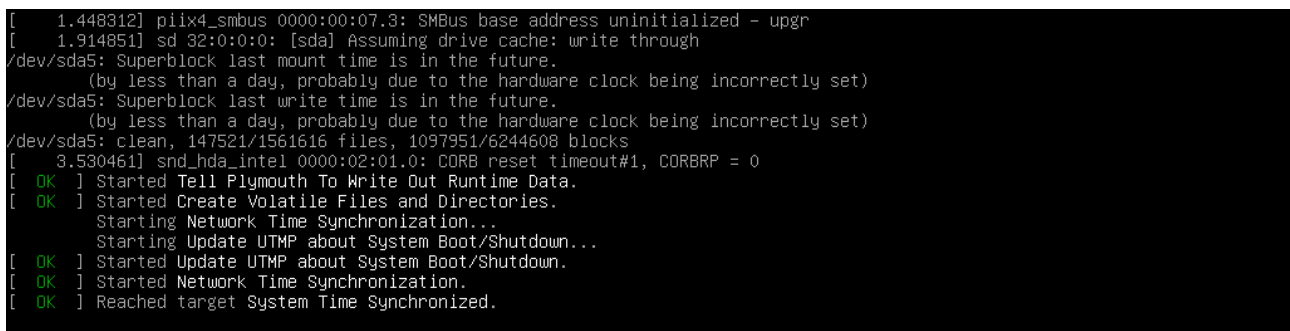 [    1.448312] piix4_smbus 0000:00:07.3: SMBus base address uninitialized - upgr
[    1.914851] sd 32:0:0:0: [sda] Assuming drive cache: write through
/dev/sda5: Superblock last mount time is in the future.
        (by less than a day, probably due to the hardware clock being incorrectly set)
/dev/sda5: Superblock last write time is in the future.
        (by less than a day, probably due to the hardware clock being incorrectly set)
/dev/sda5: clean, 147521/1561616 files, 1097951/6244608 blocks
[    3.530461] snd_hda_intel 0000:02:01.0: CORB reset timeout#1, CORBRP = 0
[  OK  ] Started Tell Plymouth To Write Out Runtime Data.
[  OK  ] Started Create Volatile Files and Directories.
         Starting Network Time Synchronization...
         Starting Update UTMP about System Boot/Shutdown...
[  OK  ] Started Update UTMP about System Boot/Shutdown.
[  OK  ] Started Network Time Synchronization.
[  OK  ] Reached target System Time Synchronized.